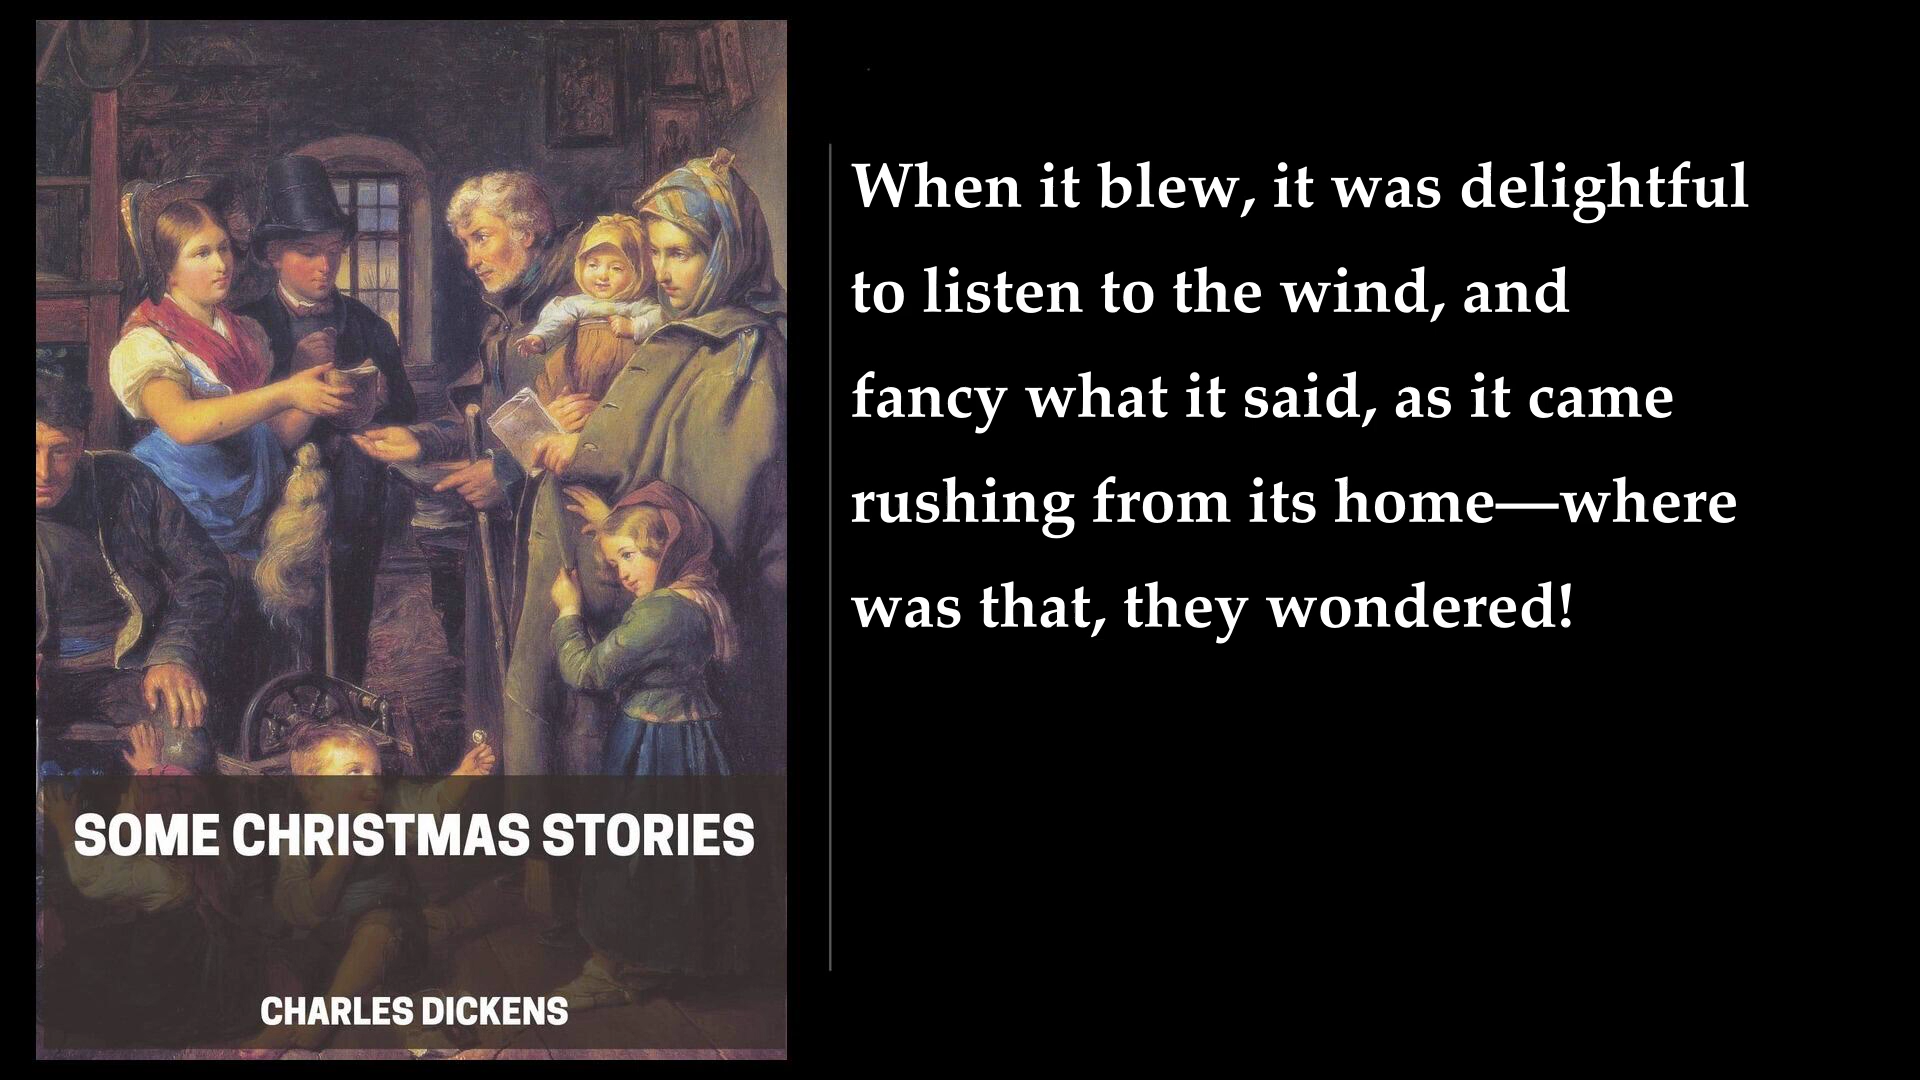 When it blew, it was delightful
to listen to the wind, and
fancy what it said, as it came
rushing from its home—where
was that, they wondered!
SOME CHRISTMAS STORIES
CHARLES DICKENS